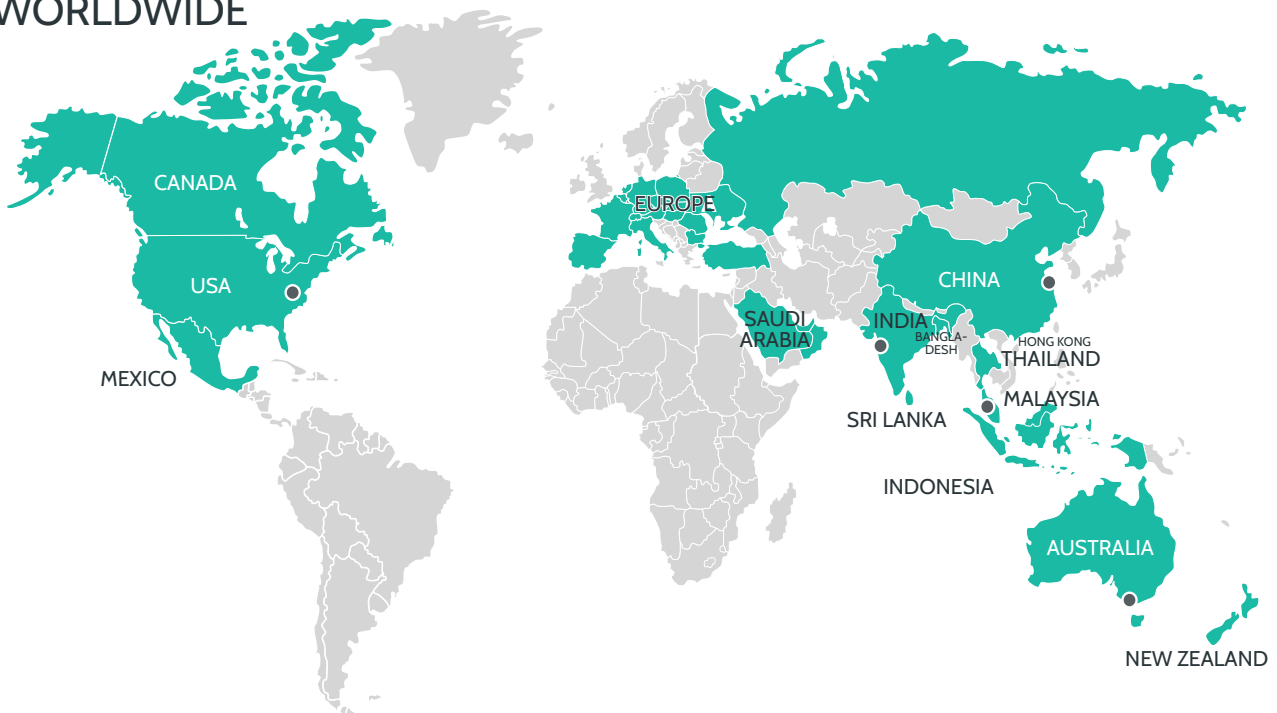 WORLDWIDE
CANADA
EUROPE
USA
CHINA
SAUDI
ARABIA
INDIA
BANGLA-
DESH
HONG KONG
THAILAND
MEXICO
MALAYSIA
SRI LANKA
INDONESIA
AUSTRALIA
NEW ZEALAND